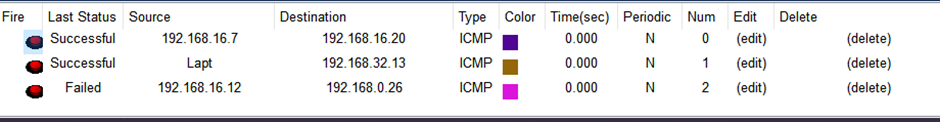 Fire Last Status Source Destination Type Color Time(sec) Periodic Num Edit Delete
Successful 192.168.16.7 192.168.16.20 ICMP 0.000 N 0 (edit) (delete)
Successful Lapt 192.168.32.13 ICMP 0.000 N 1 (edit) (delete)
Failed 192.168.16.12 192.168.0.26 ICMP 0.000 N 2 (edit) (delete)